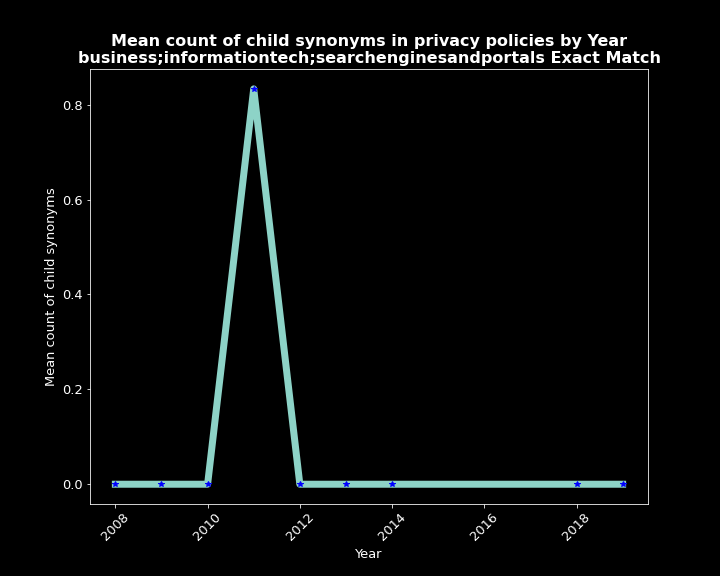 Mean count of child synonyms in privacy policies by Year
business;informationtech;searchenginesandportals Exact Match
Mean count of child synonyms
0.8
0.6
0.4
0.2
0.0
2008
2010
2012
2014
2016
2018
Year